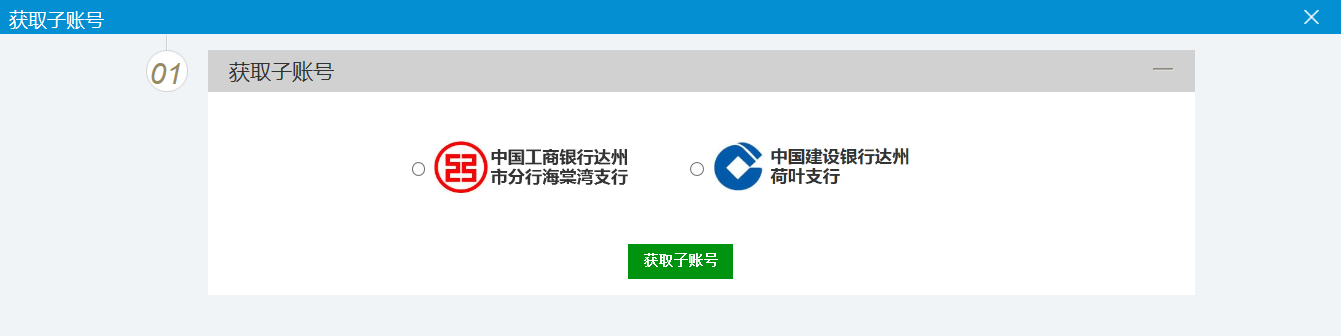 获取子账号
01
获取子账号
中国工商银行达州
市分行海棠湾支行
中国建设银行达州
荷叶支行
获取子账号